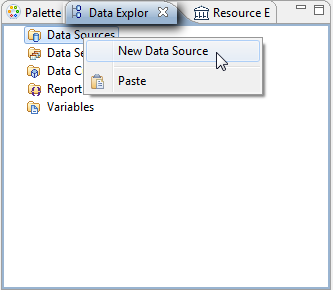 Palette Data Explor Resource E
Data Sources
New Data Source
Data Se
Data C
Paste
Report
Variables